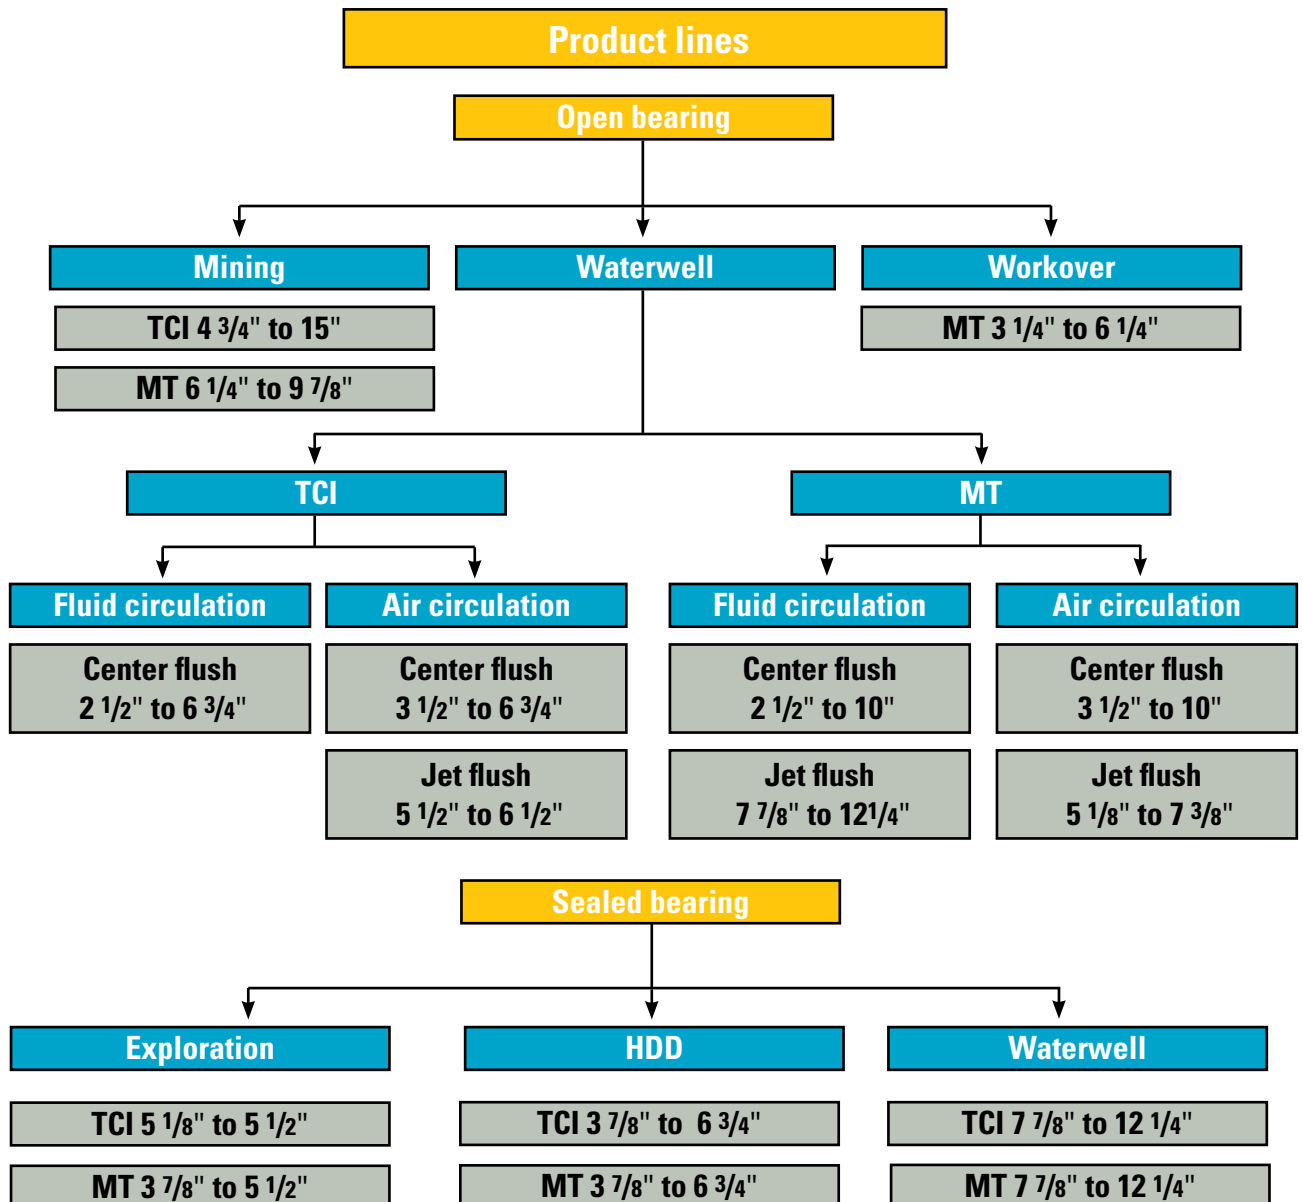 Product lines
Open bearing
Mining
Waterwell
Workover
TCI 4 3/4" to 15"
MT 3 1/4" to 6 1/4"
MT 6 1/4" to 9 7/8"
TCI
MT
Fluid circulation
Air circulation
Fluid circulation
Air circulation
Center flush
2 1/2" to 6 3/4"
Center flush
3 1/2" to 6 3/4"
Center flush
2 1/2" to 10"
Center flush
3 1/2" to 10"
Jet flush
5 1/2" to 6 1/2"
Jet flush
7 7/8" to 121/4"
Jet flush
5 1/8" to 7 3/8"
Sealed bearing
Exploration
HDD
Waterwell
TCI 5 1/8" to 5 1/2"
TCI 3 7/8" to 6 3/4"
TCI 7 7/8" to 12 1/4"
MT 3 7/8" to 5 1/2"
MT 3 7/8" to 6 3/4"
MT 7 7/8" to 12 1/4"